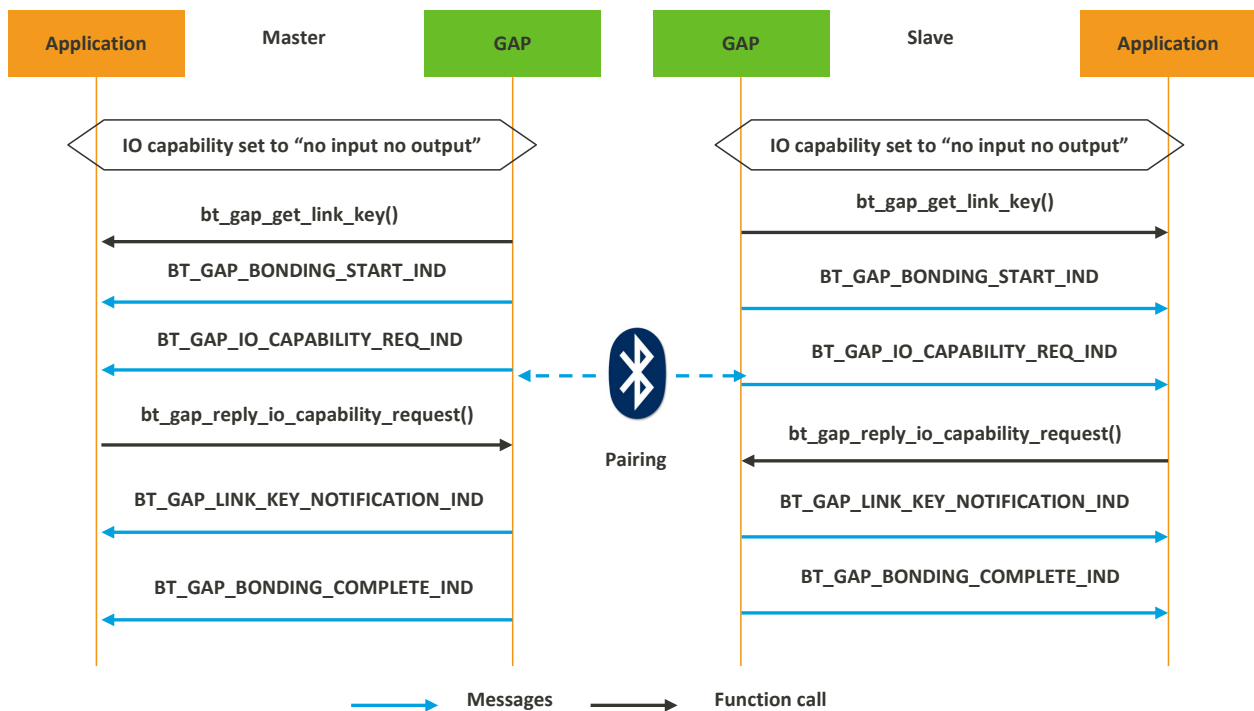 Application
Master
GAP
GAP
Slave
Application
IO capability set to “no input no output”
IO capability set to “no input no output”
bt_gap_get_link_key()
bt_gap_get_link_key()
BT_GAP_BONDING_START_IND
BT_GAP_BONDING_START_IND
BT_GAP_IO_CAPABILITY_REQ_IND
BT_GAP_IO_CAPABILITY_REQ_IND
bt_gap_reply_io_capability_request()
bt_gap_reply_io_capability_request()
Pairing
BT_GAP_LINK_KEY_NOTIFICATION_IND
BT_GAP_LINK_KEY_NOTIFICATION_IND
BT_GAP_BONDING_COMPLETE_IND
BT_GAP_BONDING_COMPLETE_IND
Messages
Function call